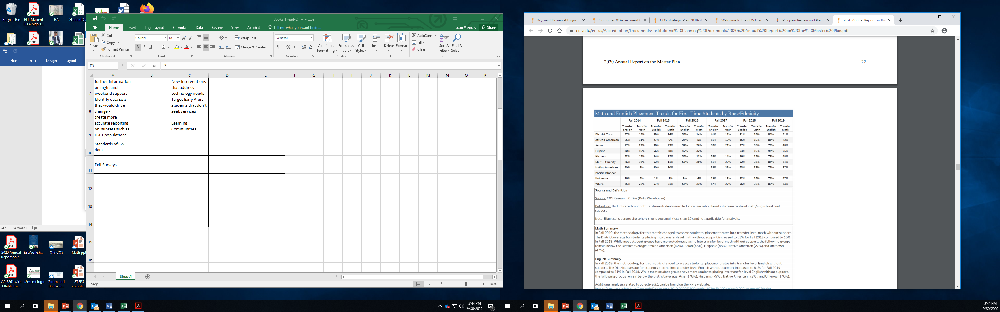 Recycle Bin
BIT-Maxient
FLEX Sign-i...
BA
StudentQu
Home Insert Design Layout
of 1 64 words
2020 Annual
Report on t...
ESLWorksh...
Old COS
Math ppt
AP 3261 with
fillable for...
a2mend logo
Zoom and
Breakou...
STEPS
volunte...
Book2 [Read-Only] - Excel
File Home Insert Page Layout Formulas Data Review View Acrobat Tell me what you want to do... Juan Vazquez Share
Paste
Cut
Copy
Format Painter
Clipboard
Calibri 18
B I U
Font
Wrap Text
Merge & Center
Alignment
General
$ % ,
Number
Conditional
Formatting
Format as
Table
Cell
Styles
Styles
Insert Delete Format
Cells
AutoSum
Fill
Clear
Sort &
Filter
Find &
Select
Editing
E3 fx ?
A B C D E F G H I J K L M N O P
7
further information
on night and
weekend support
New interventions
that address
technology needs
8
Identify data sets
that would drive
change -
Target Early Alert
students that don't
seek services
9
create more
accurate reporting
on subsets such as
LGBT populations
Learning
Communities
10
Standards of EW
data
11
Exit Surveys
12
13
14
15
16
Sheet1
Ready
100%
MyGiant Universal Login
Outcomes & Assessment C
COS Strategic Plan 2018-20
Welcome to the COS Giant
Program Review and Plann
2020 Annual Report on the
cos.edu/en-us/Accreditation/Documents/Institutional%20Planning%20Documents/2020%20Annual%20Report%20on%20the%20Master%20Plan.pdf
2020 Annual Report on the Master Plan 22
Math and English Placement Trends for First-Time Students by Race/Ethnicity
Fall 2014 Fall 2015 Fall 2016 Fall 2017 Fall 2018 Fall 2019
Transfer Transfer Transfer Transfer Transfer Transfer Transfer Transfer Transfer Transfer Transfer Transfer
English Math English Math English Math English Math English Math English Math
District Total 37% 15% 39% 14% 37% 14% 41% 17% 41% 16% 81% 51%
African-American 25% 11% 27% 9% 25% 5% 31% 10% 35% 10% 88% 42%
Asian 27% 29% 36% 23% 32% 26% 30% 21% 37% 35% 78% 48%
Filipino 40% 40% 56% 38% 47% 32% 63% 19% 95% 75%
Hispanic 32% 13% 34% 12% 33% 12% 36% 14% 36% 13% 79% 48%
Multi-Ethnicity 46% 16% 62% 11% 51% 20% 51% 20% 52% 25% 85% 64%
Native American 60% 7% 40% 20% 38% 38% 73% 27% 73% 27%
Pacific Islander
Unknown 16% 5% 1% 1% 9% 4% 19% 12% 32% 16% 76% 47%
White 55% 22% 57% 21% 55% 23% 57% 27% 56% 22% 89% 63%
Source and Definition
Source: COS Research Office (Data Warehouse)
Definition: Unduplicated count of first-time students enrolled at census who placed into transfer-level math/English without
support
Note: Blank cells denote the cohort size is too small (less than 10) and not applicable for analysis.
Math Summary
In Fall 2019, the methodology for this metric changed to assess students' placement rates into transfer-level math without support.
The District average for students placing into transfer-level math without support increased to 51% for Fall 2019 compared to 16%
in Fall 2018. While most student groups have more students placing into transfer-level math without support, the following groups
remain below the District average: African American (42%), Asian (48%), Hispanic (48%), Native American (27%) and Unknown
(47%).
English Summary
In Fall 2019, the methodology for this metric changed to assess students' placement rates into transfer-level English without
support. The District average for students placing into transfer-level English without support increased to 81% for Fall 2019
compared to 41% in Fall 2018. While most student groups have more students placing into transfer-level English without support,
the following groups remain below the District average: Asian (78%), Hispanic (79%), Native American (73%), and Unknown (76%).
Additional analysis related to objective 3.1 can be found on the RPIE website:
https://www.cos.edu/en-us/Research/Documents/2019-2020%20Overview%20of%20Student%20Outcomes%20relat-
3:44 PM
9/30/2020
2
3:44 PM
9/30/2020